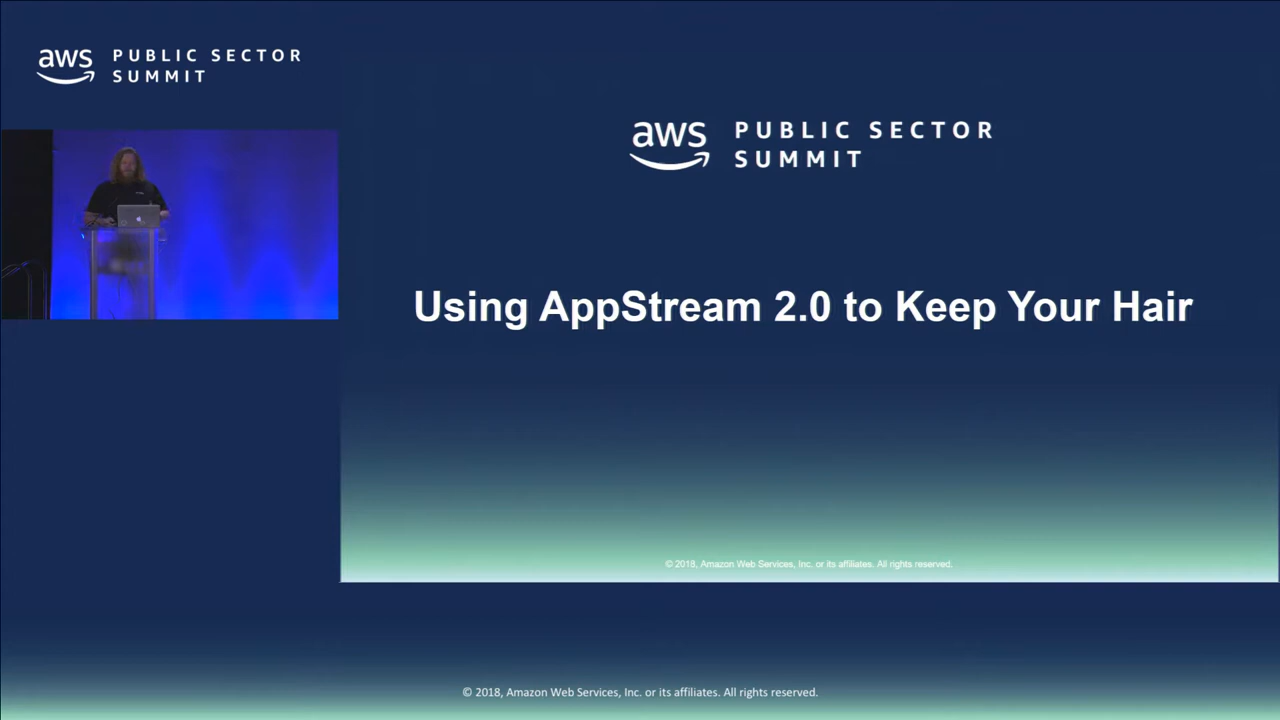 aws PUBLIC SECTOR
SUMMIT
aws PUBLIC SECTOR
SUMMIT
Using AppStream 2.0 to Keep Your Hair
© 2018, Amazon Web Services, Inc. or its affiliates. All rights reserved.
© 2018, Amazon Web Services, Inc. or its affiliates. All rights reserved.